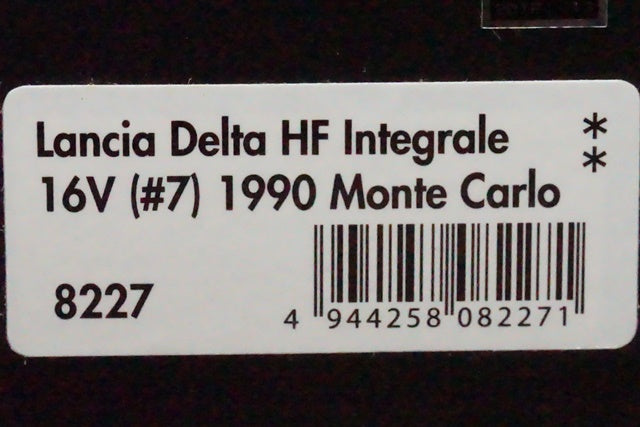 Lancia Delta HF Integrale **
16V (#7) 1990 Monte Carlo
8227
4 944258 082271